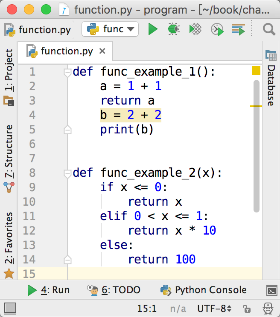 function.py - program - [~/book/cha
function.py
func
function.py ×
1: Project
7: Structure
2: Favorites
Database
1 def func_example_1():
2     a = 1 + 1
3     return a
4     b = 2 + 2
5     print(b)
6
7
8 def func_example_2(x):
9     if x <= 0:
10         return x
11     elif 0 < x <= 1:
12         return x * 10
13     else:
14         return 100
15
4: Run 6: TODO Python Console
15:1 n/a UTF-8